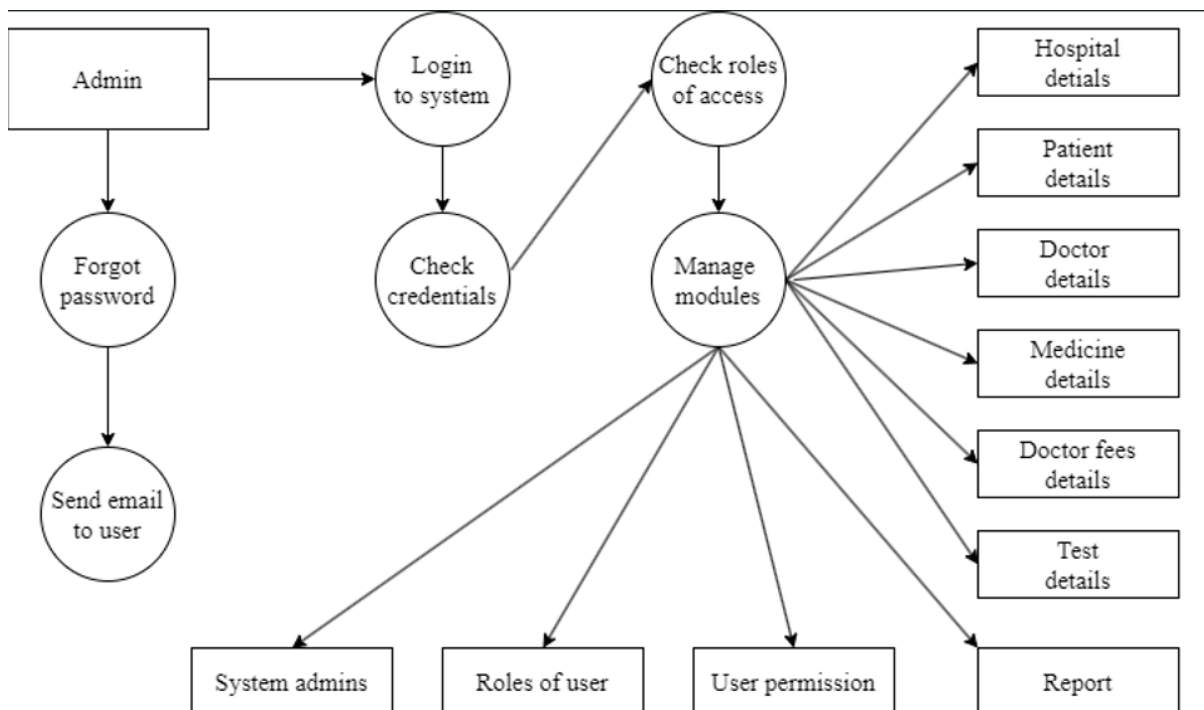 Admin
Login
to system
Check roles
of access
Hospital
detials
Patient
details
Forgot
password
Check
credentials
Manage
modules
Doctor
details
Medicine
details
Doctor fees
details
Send email
to user
Test
details
System admins
Roles of user
User permission
Report